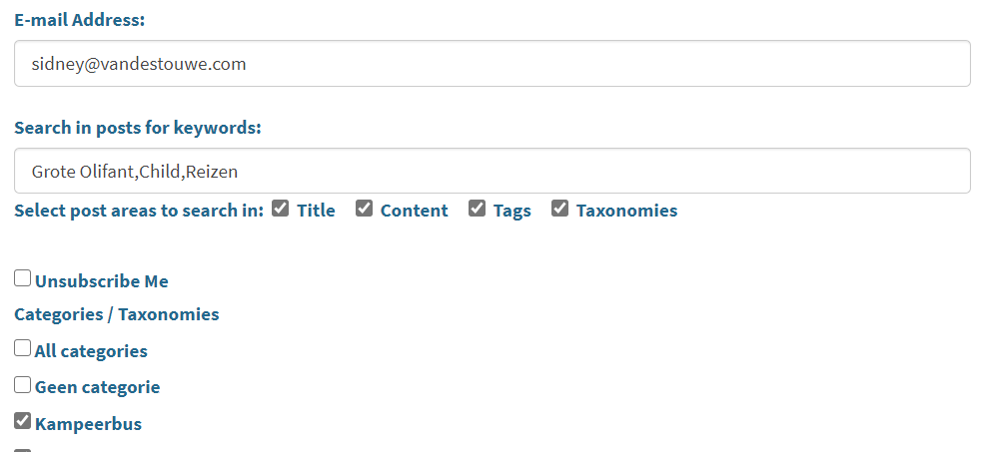 E-mail Address:
sidney@vandestouwe.com
Search in posts for keywords:
Grote Olifant,Child,Reizen
Select post areas to search in: Title Content Tags Taxonomies
Unsubscribe Me
Categories / Taxonomies
All categories
Geen categorie
Kampeerbus